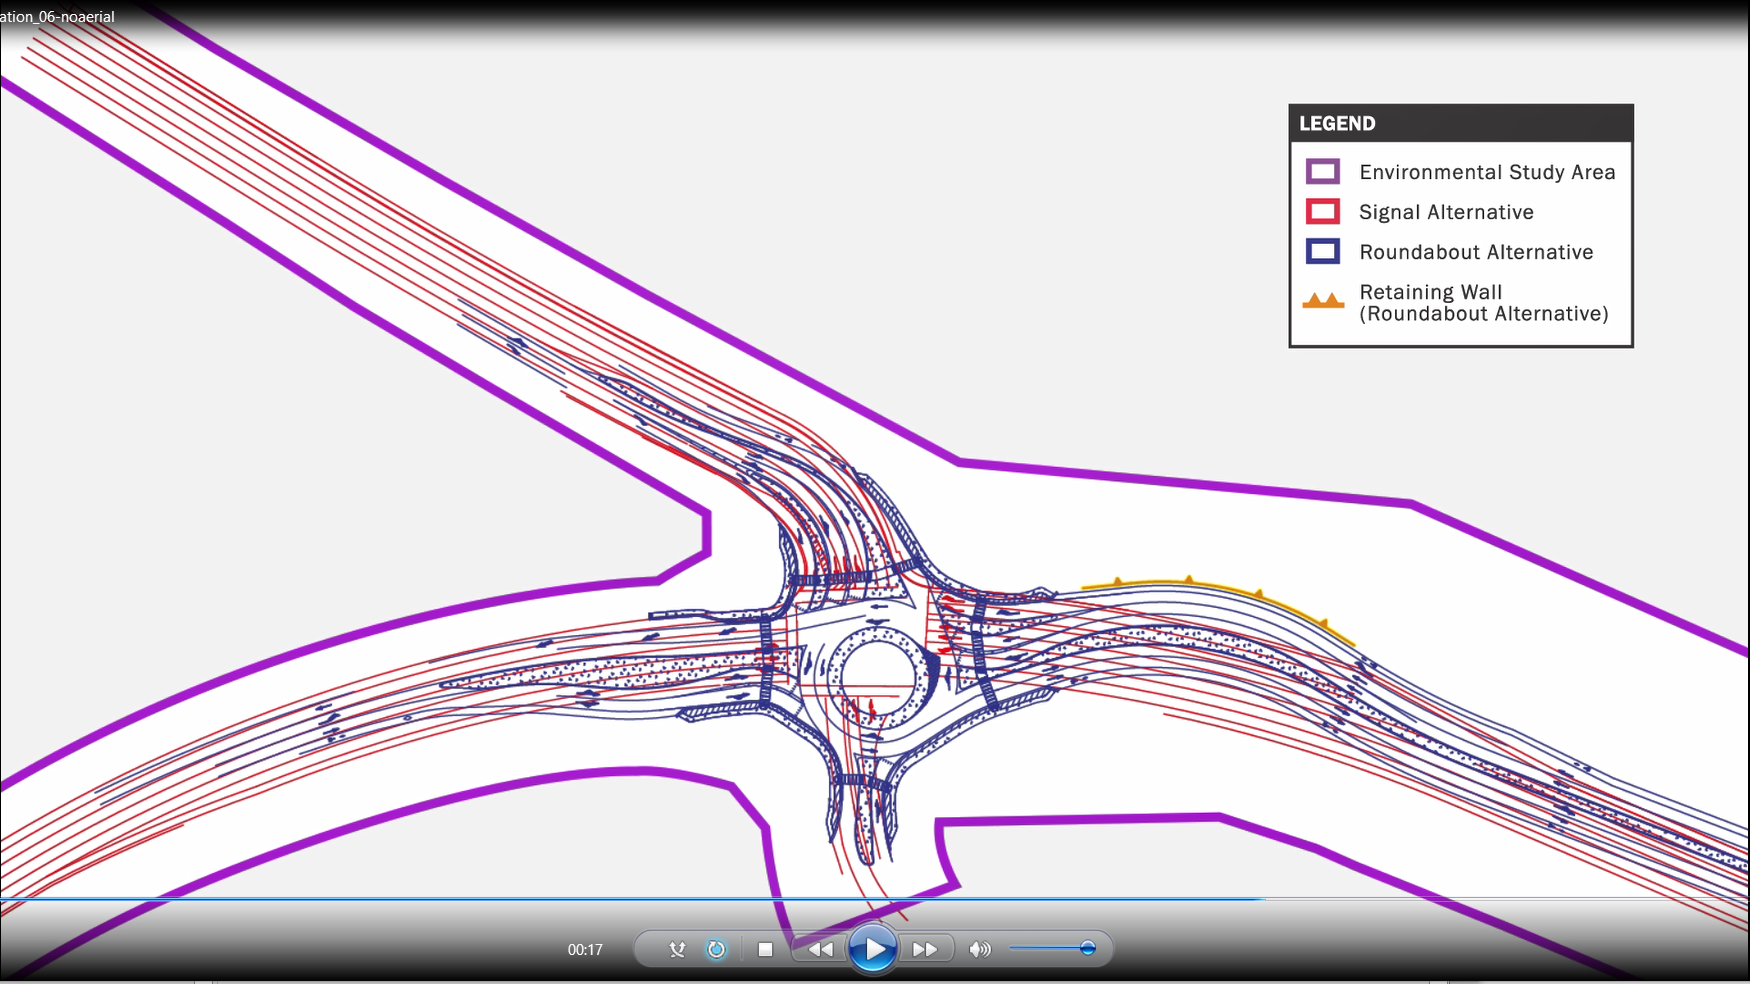 ation_06-noaerial
LEGEND
Environmental Study Area
Signal Alternative
Roundabout Alternative
Retaining Wall
(Roundabout Alternative)
00:17